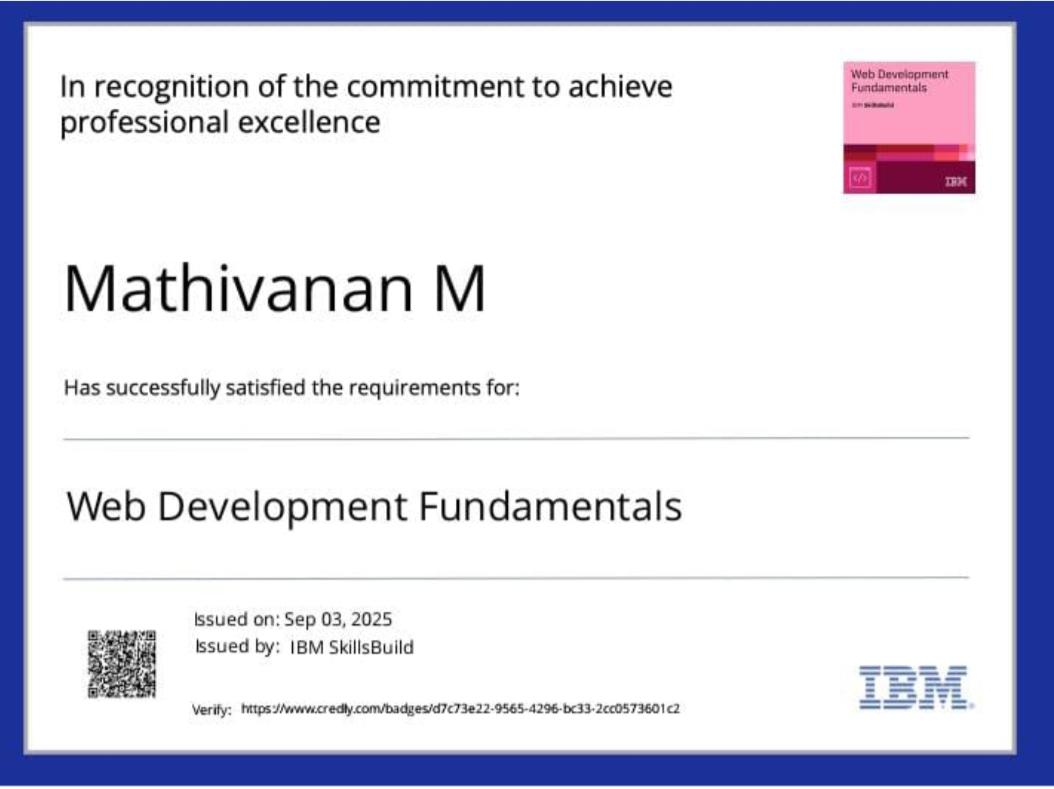 In recognition of the commitment to achieve
professional excellence
Web Development
Fundamentals
IBM SkillsBuild
</>
IBM
Mathivanan M
Has successfully satisfied the requirements for:
Web Development Fundamentals
Issued on: Sep 03, 2025
Issued by: IBM SkillsBuild
Verify: https://www.credly.com/badges/d7c73e22-9565-4296-bc33-2cc0573601c2
IBM.